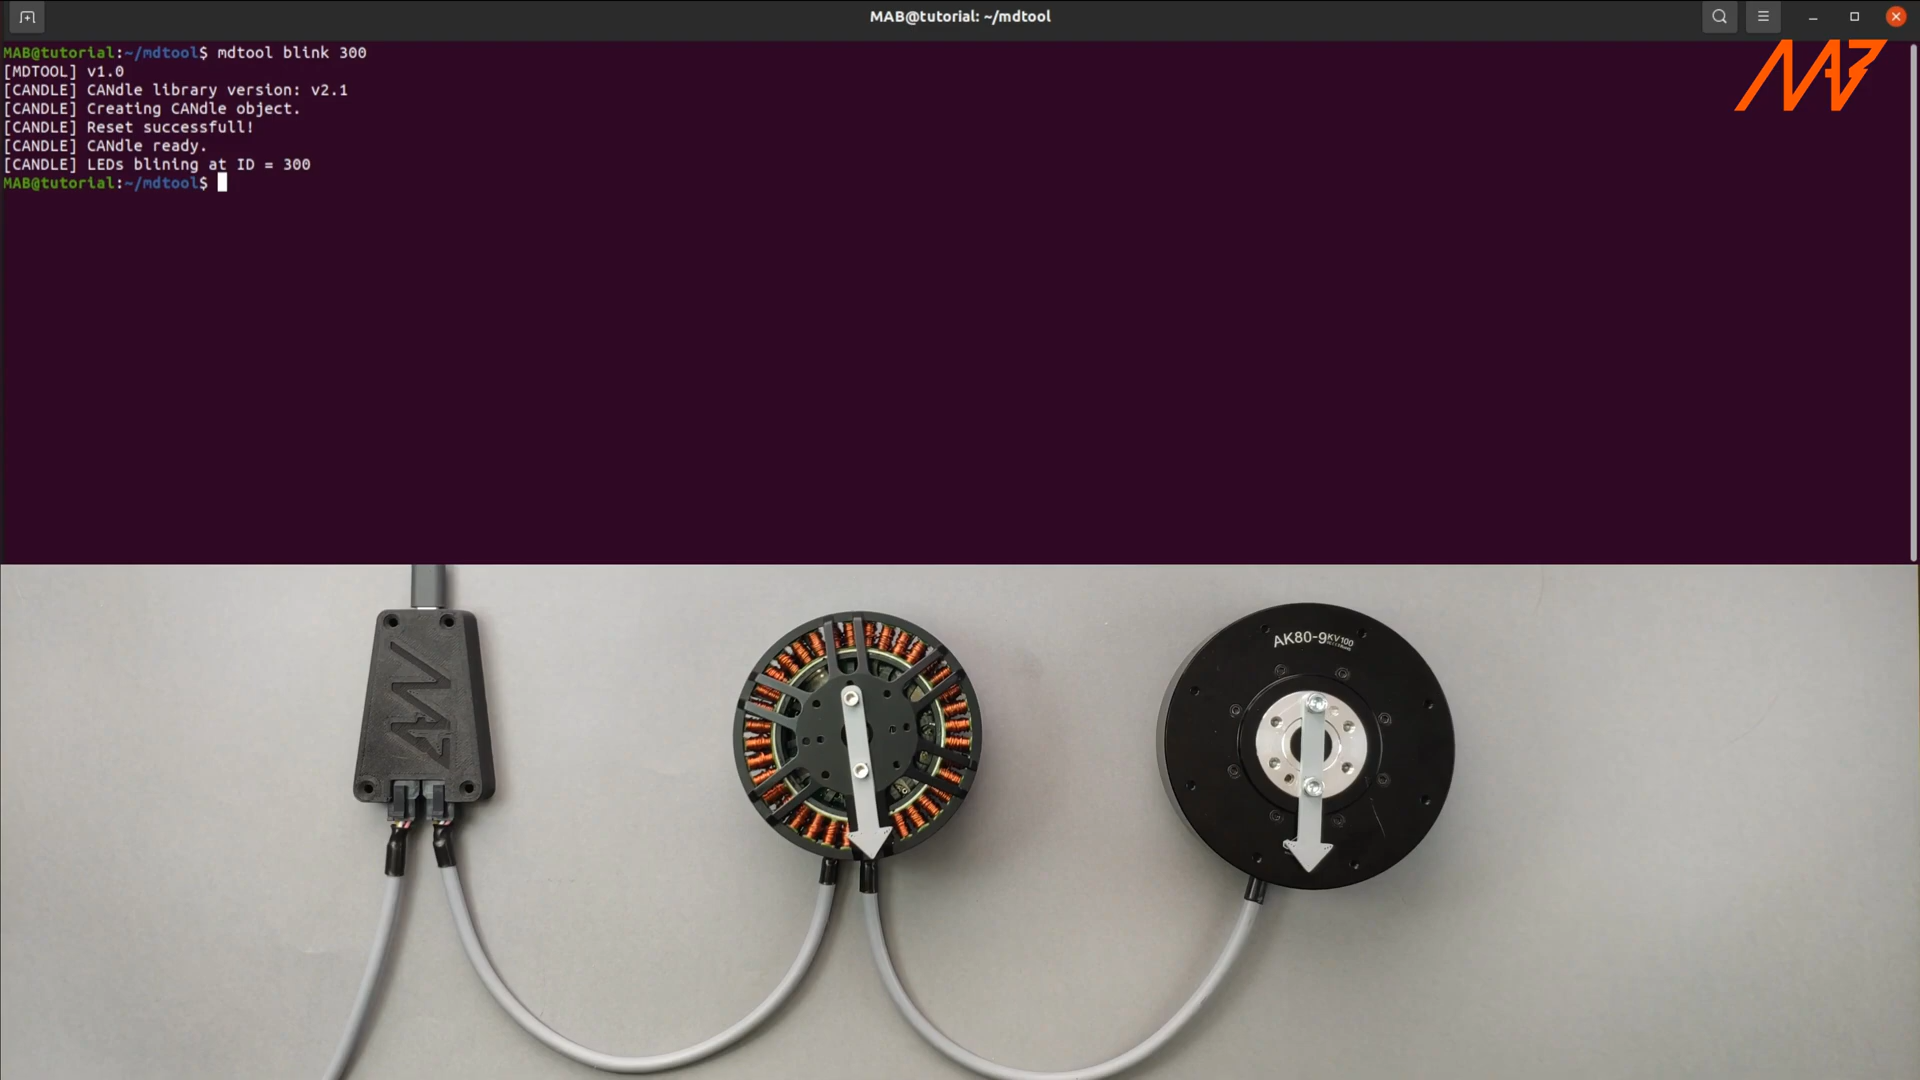 MAB@tutorial: ~/mdtool
MAB@tutorial:~/mdtool$ mdtool blink 300
[MDTOOL] v1.0
[CANDLE] CANdle library version: v2.1
[CANDLE] Creating CANdle object.
[CANDLE] Reset successfull!
[CANDLE] CANdle ready.
[CANDLE] LEDs blining at ID = 300
MAB@tutorial:~/mdtool$
AK80-9 KV100